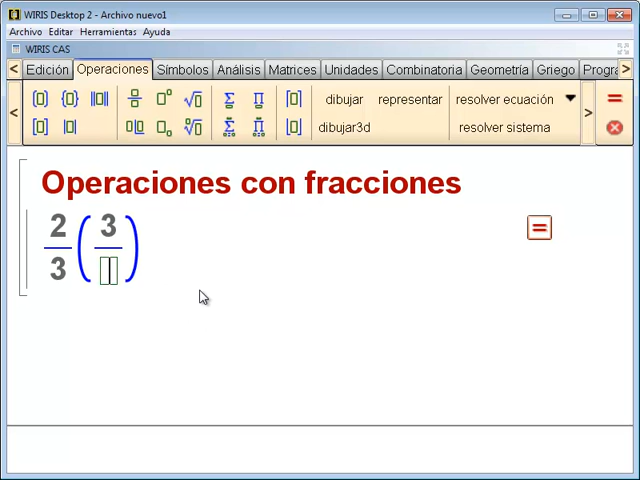 WIRIS Desktop 2 - Archivo nuevo1
Archivo Editar Herramientas Ayuda
WIRIS CAS
< Edición Operaciones Símbolos Análisis Matrices Unidades Combinatoria Geometría Griego Progra >
dibujar representar resolver ecuación
dibujar3d resolver sistema
Operaciones con fracciones
2/3 (3/ )
=